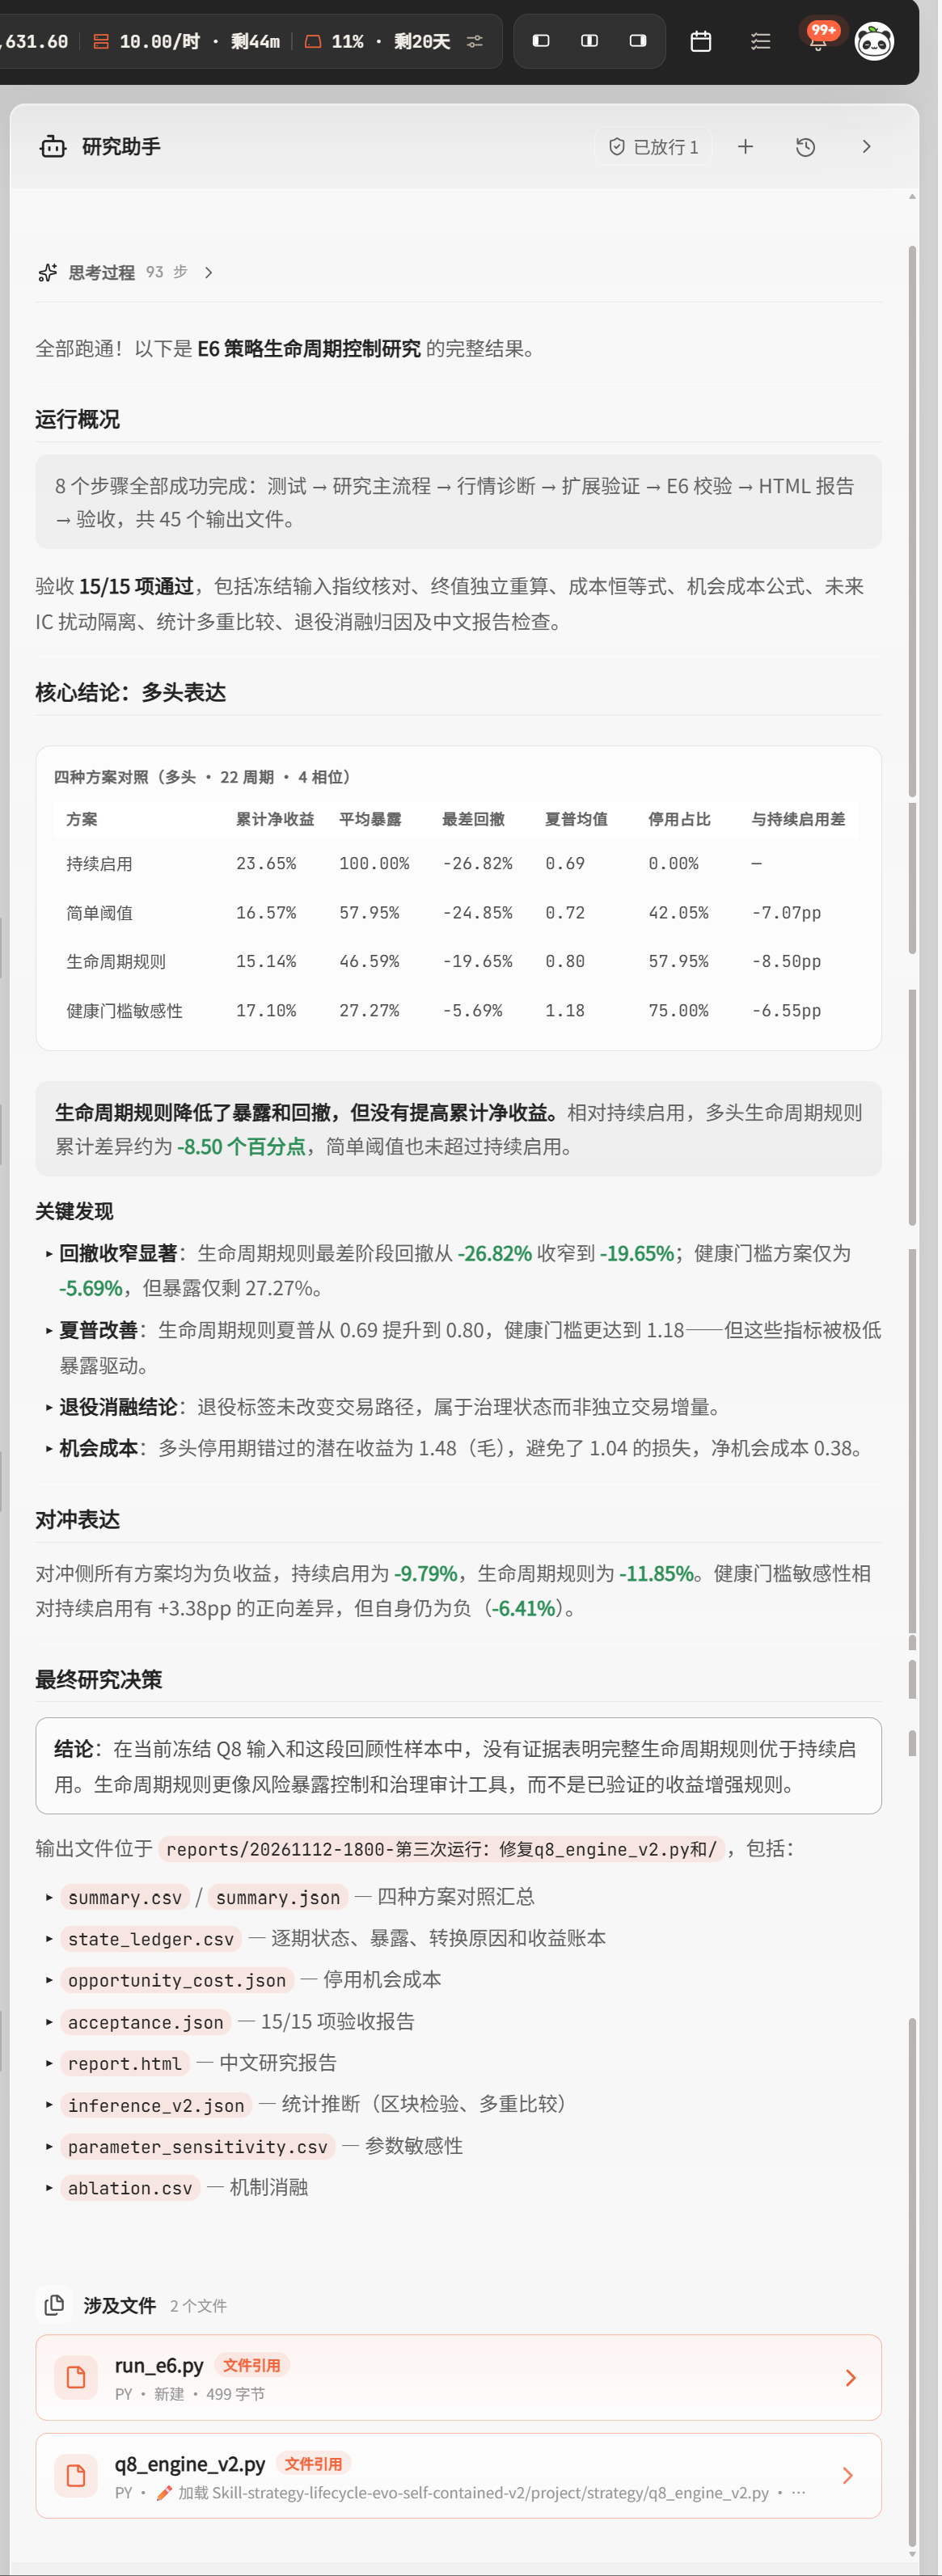 ,631.60 10.00/时 · 剩44m 11% · 剩20天 99+
研究助手 已放行 1
思考过程 93 步
全部跑通！以下是 E6 策略生命周期控制研究 的完整结果。
运行概况
8 个步骤全部成功完成：测试 → 研究主流程 → 行情诊断 → 扩展验证 → E6 校验 → HTML 报告
→ 验收，共 45 个输出文件。
验收 15/15 项通过，包括冻结输入指纹核对、终值独立重算、成本恒等式、机会成本公式、未来
IC 扰动隔离、统计多重比较、退役消融归因及中文报告检查。
核心结论：多头表达
四种方案对照（多头 · 22 周期 · 4 相位）
方案 累计净收益 平均暴露 最差回撤 夏普均值 停用占比 与持续启用差
持续启用 23.65% 100.00% -26.82% 0.69 0.00% —
简单阈值 16.57% 57.95% -24.85% 0.72 42.05% -7.07pp
生命周期规则 15.14% 46.59% -19.65% 0.80 57.95% -8.50pp
健康门槛敏感性 17.10% 27.27% -5.69% 1.18 75.00% -6.55pp
生命周期规则降低了暴露和回撤，但没有提高累计净收益。相对持续启用，多头生命周期规则
累计差异约为 -8.50 个百分点，简单阈值也未超过持续启用。
关键发现
▸ 回撤收窄显著：生命周期规则最差阶段回撤从 -26.82% 收窄到 -19.65%；健康门槛方案仅为
-5.69%，但暴露仅剩 27.27%。
▸ 夏普改善：生命周期规则夏普从 0.69 提升到 0.80，健康门槛更达到 1.18——但这些指标被极低
暴露驱动。
▸ 退役消融结论：退役标签未改变交易路径，属于治理状态而非独立交易增量。
▸ 机会成本：多头停用期错过的潜在收益为 1.48（毛），避免了 1.04 的损失，净机会成本 0.38。
对冲表达
对冲侧所有方案均为负收益，持续启用为 -9.79%，生命周期规则为 -11.85%。健康门槛敏感性相
对持续启用有 +3.38pp 的正向差异，但自身仍为负（-6.41%）。
最终研究决策
结论：在当前冻结 Q8 输入和这段回顾性样本中，没有证据表明完整生命周期规则优于持续启
用。生命周期规则更像风险暴露控制和治理审计工具，而不是已验证的收益增强规则。
输出文件位于 reports/20261112-1800-第三次运行：修复q8_engine_v2.py和/ ，包括：
▸ summary.csv / summary.json — 四种方案对照汇总
▸ state_ledger.csv — 逐期状态、暴露、转换原因和收益账本
▸ opportunity_cost.json — 停用机会成本
▸ acceptance.json — 15/15 项验收报告
▸ report.html — 中文研究报告
▸ inference_v2.json — 统计推断（区块检验、多重比较）
▸ parameter_sensitivity.csv — 参数敏感性
▸ ablation.csv — 机制消融
涉及文件 2 个文件
run_e6.py 文件引用
PY · 新建 · 499 字节
q8_engine_v2.py 文件引用
PY · 加载 Skill-strategy-lifecycle-evo-self-contained-v2/project/strategy/q8_engine_v2.py · ···